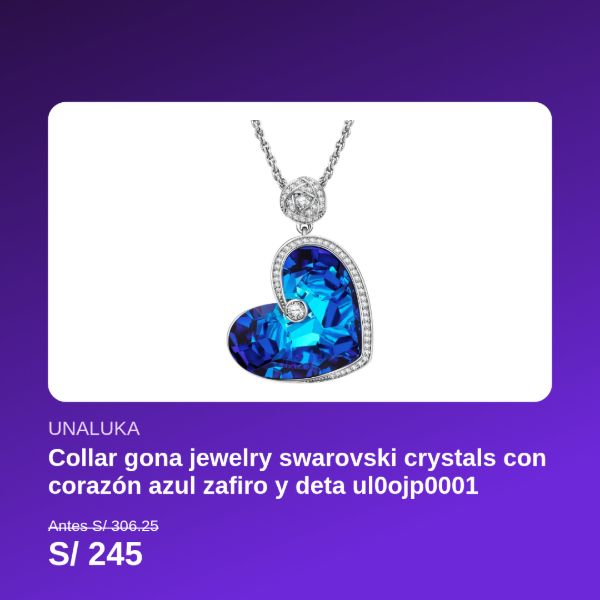 UNALUKA
Collar gona jewelry swarovski crystals con
corazón azul zafiro y deta ul0ojp0001
Antes S/ 306.25
S/ 245